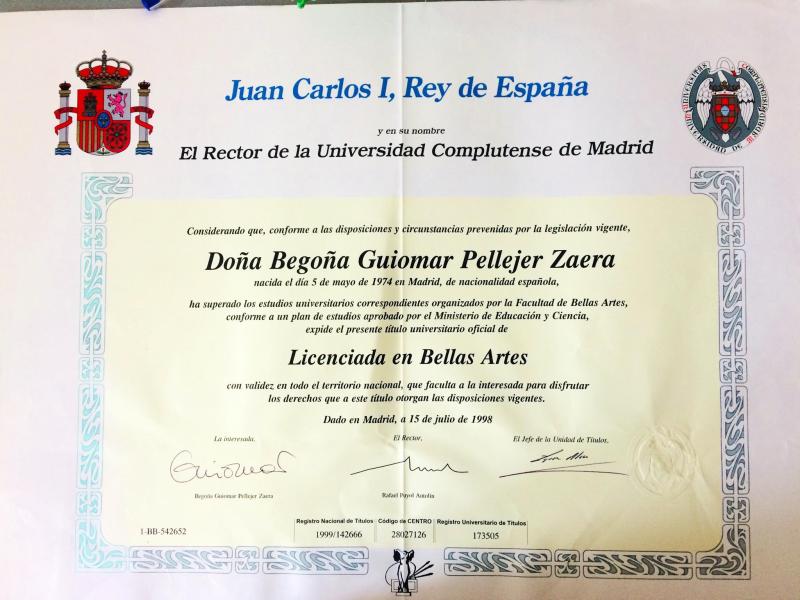 Juan Carlos I, Rey de España
y en su nombre
El Rector de la Universidad Complutense de Madrid
UNIVERSITAS COMPLUTENSIS
UNIVERSIDAD DE MADRID
Considerando que, conforme a las disposiciones y circunstancias prevenidas por la legislación vigente,
Doña Begoña Guiomar Pellejer Zaera
nacida el día 5 de mayo de 1974 en Madrid, de nacionalidad española,
ha superado los estudios universitarios correspondientes organizados por la Facultad de Bellas Artes,
conforme a un plan de estudios aprobado por el Ministerio de Educación y Ciencia,
expide el presente título universitario oficial de
Licenciada en Bellas Artes
con validez en todo el territorio nacional, que faculta a la interesada para disfrutar
los derechos que a este título otorgan las disposiciones vigentes.
Dado en Madrid, a 15 de julio de 1998
La interesada, El Rector, El Jefe de la Unidad de Títulos,
Guiomar
Begoña Guiomar Pellejer Zaera Rafael Puyol Antolín
Registro Nacional de Títulos Código de CENTRO Registro Universitario de Títulos
1-BB-542652 1999/142666 28027126 173505